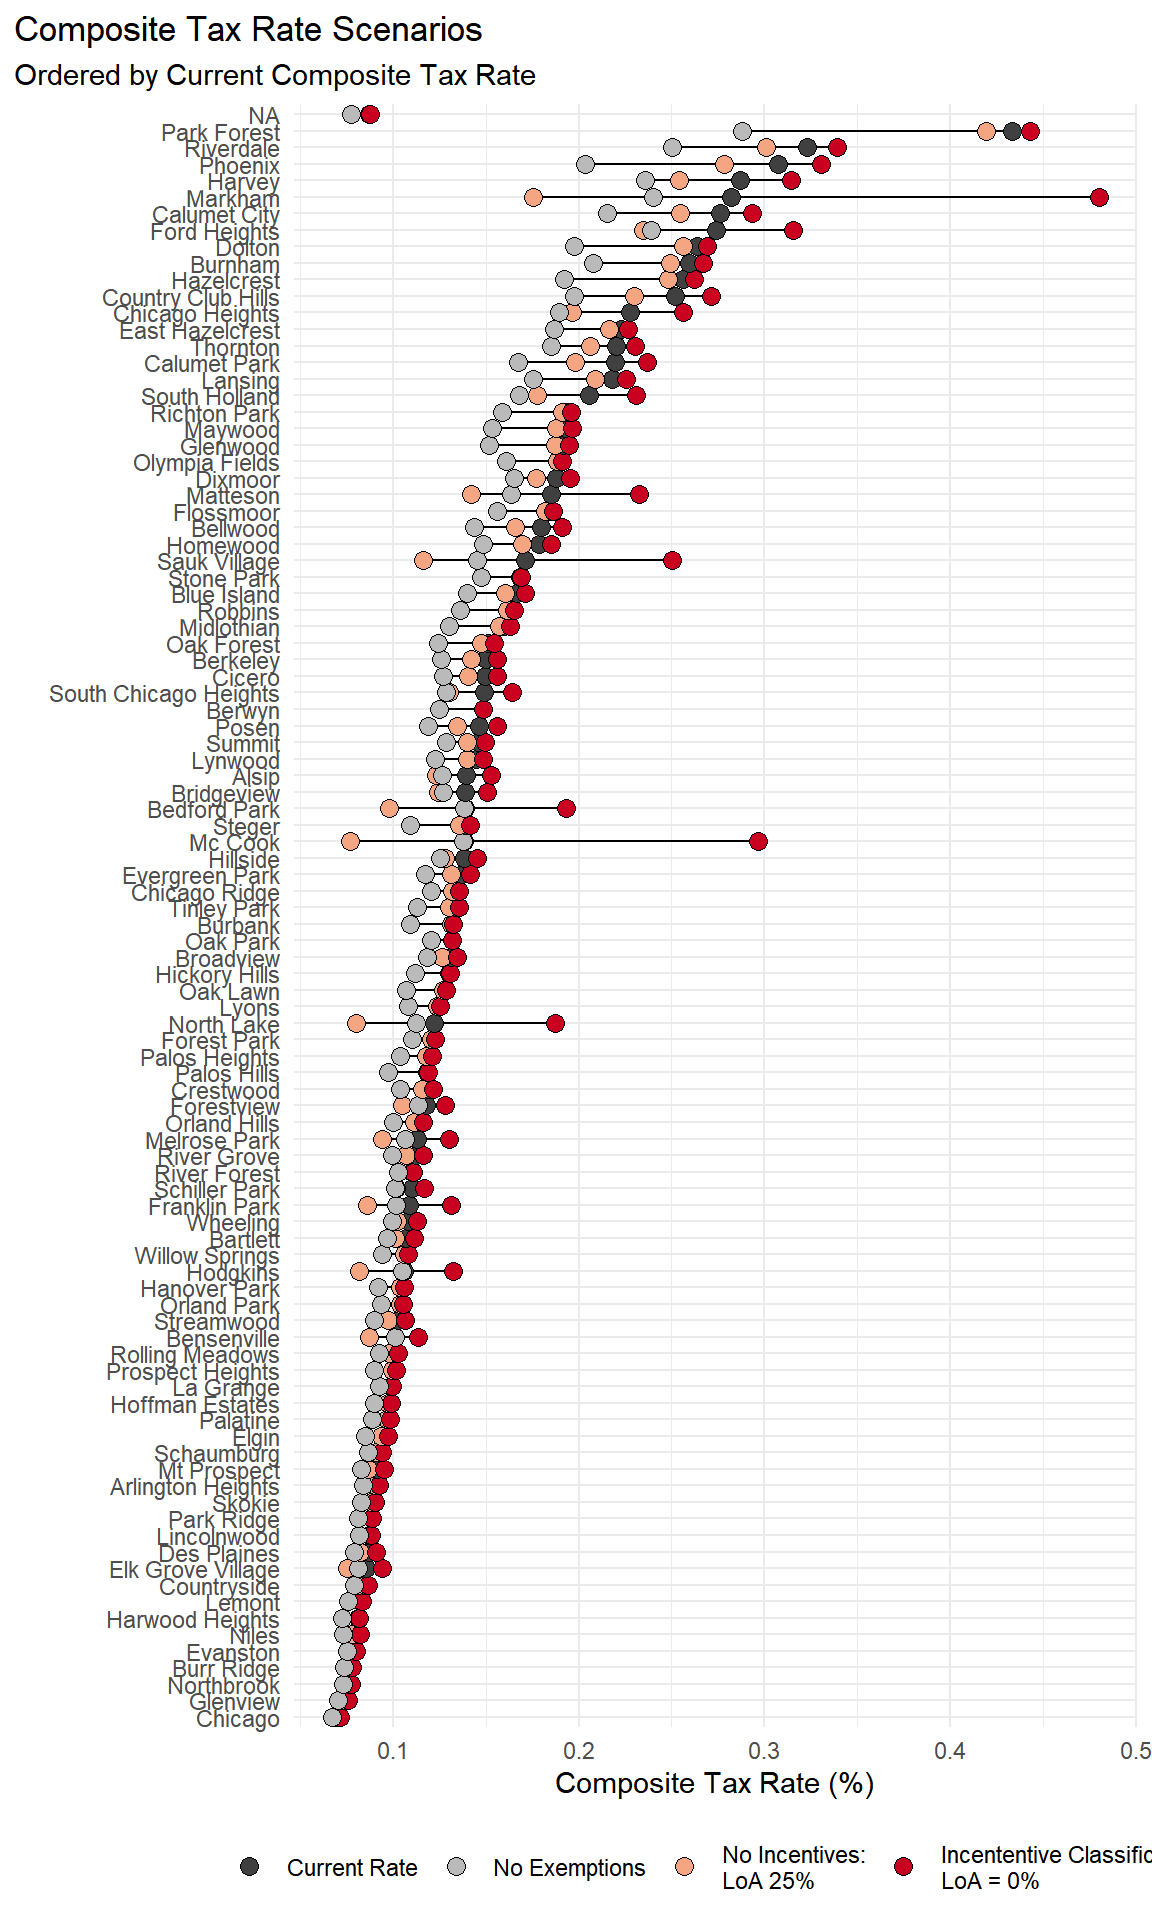 Composite Tax Rate Scenarios
Ordered by Current Composite Tax Rate
NA
Park Forest
Riverdale
Phoenix
Harvey
Markham
Calumet City
Ford Heights
Dolton
Burnham
Hazelcrest
Country Club Hills
Chicago Heights
East Hazelcrest
Thornton
Calumet Park
Lansing
South Holland
Richton Park
Maywood
Glenwood
Olympia Fields
Dixmoor
Matteson
Flossmoor
Bellwood
Homewood
Sauk Village
Stone Park
Blue Island
Robbins
Midlothian
Oak Forest
Berkeley
Cicero
South Chicago Heights
Berwyn
Posen
Summit
Lynwood
Alsip
Bridgeview
Bedford Park
Steger
Mc Cook
Hillside
Evergreen Park
Chicago Ridge
Tinley Park
Burbank
Oak Park
Broadview
Hickory Hills
Oak Lawn
Lyons
North Lake
Forest Park
Palos Heights
Palos Hills
Crestwood
Forestview
Orland Hills
Melrose Park
River Grove
River Forest
Schiller Park
Franklin Park
Wheeling
Bartlett
Willow Springs
Hodgkins
Hanover Park
Orland Park
Streamwood
Bensenville
Rolling Meadows
Prospect Heights
La Grange
Hoffman Estates
Palatine
Elgin
Schaumburg
Mt Prospect
Arlington Heights
Skokie
Park Ridge
Lincolnwood
Des Plaines
Elk Grove Village
Countryside
Lemont
Harwood Heights
Niles
Evanston
Burr Ridge
Northbrook
Glenview
Chicago
0.1 0.2 0.3 0.4 0.5
Composite Tax Rate (%)
Current Rate
No Exemptions
No Incentives:
LoA 25%
Incententive Classific
LoA = 0%